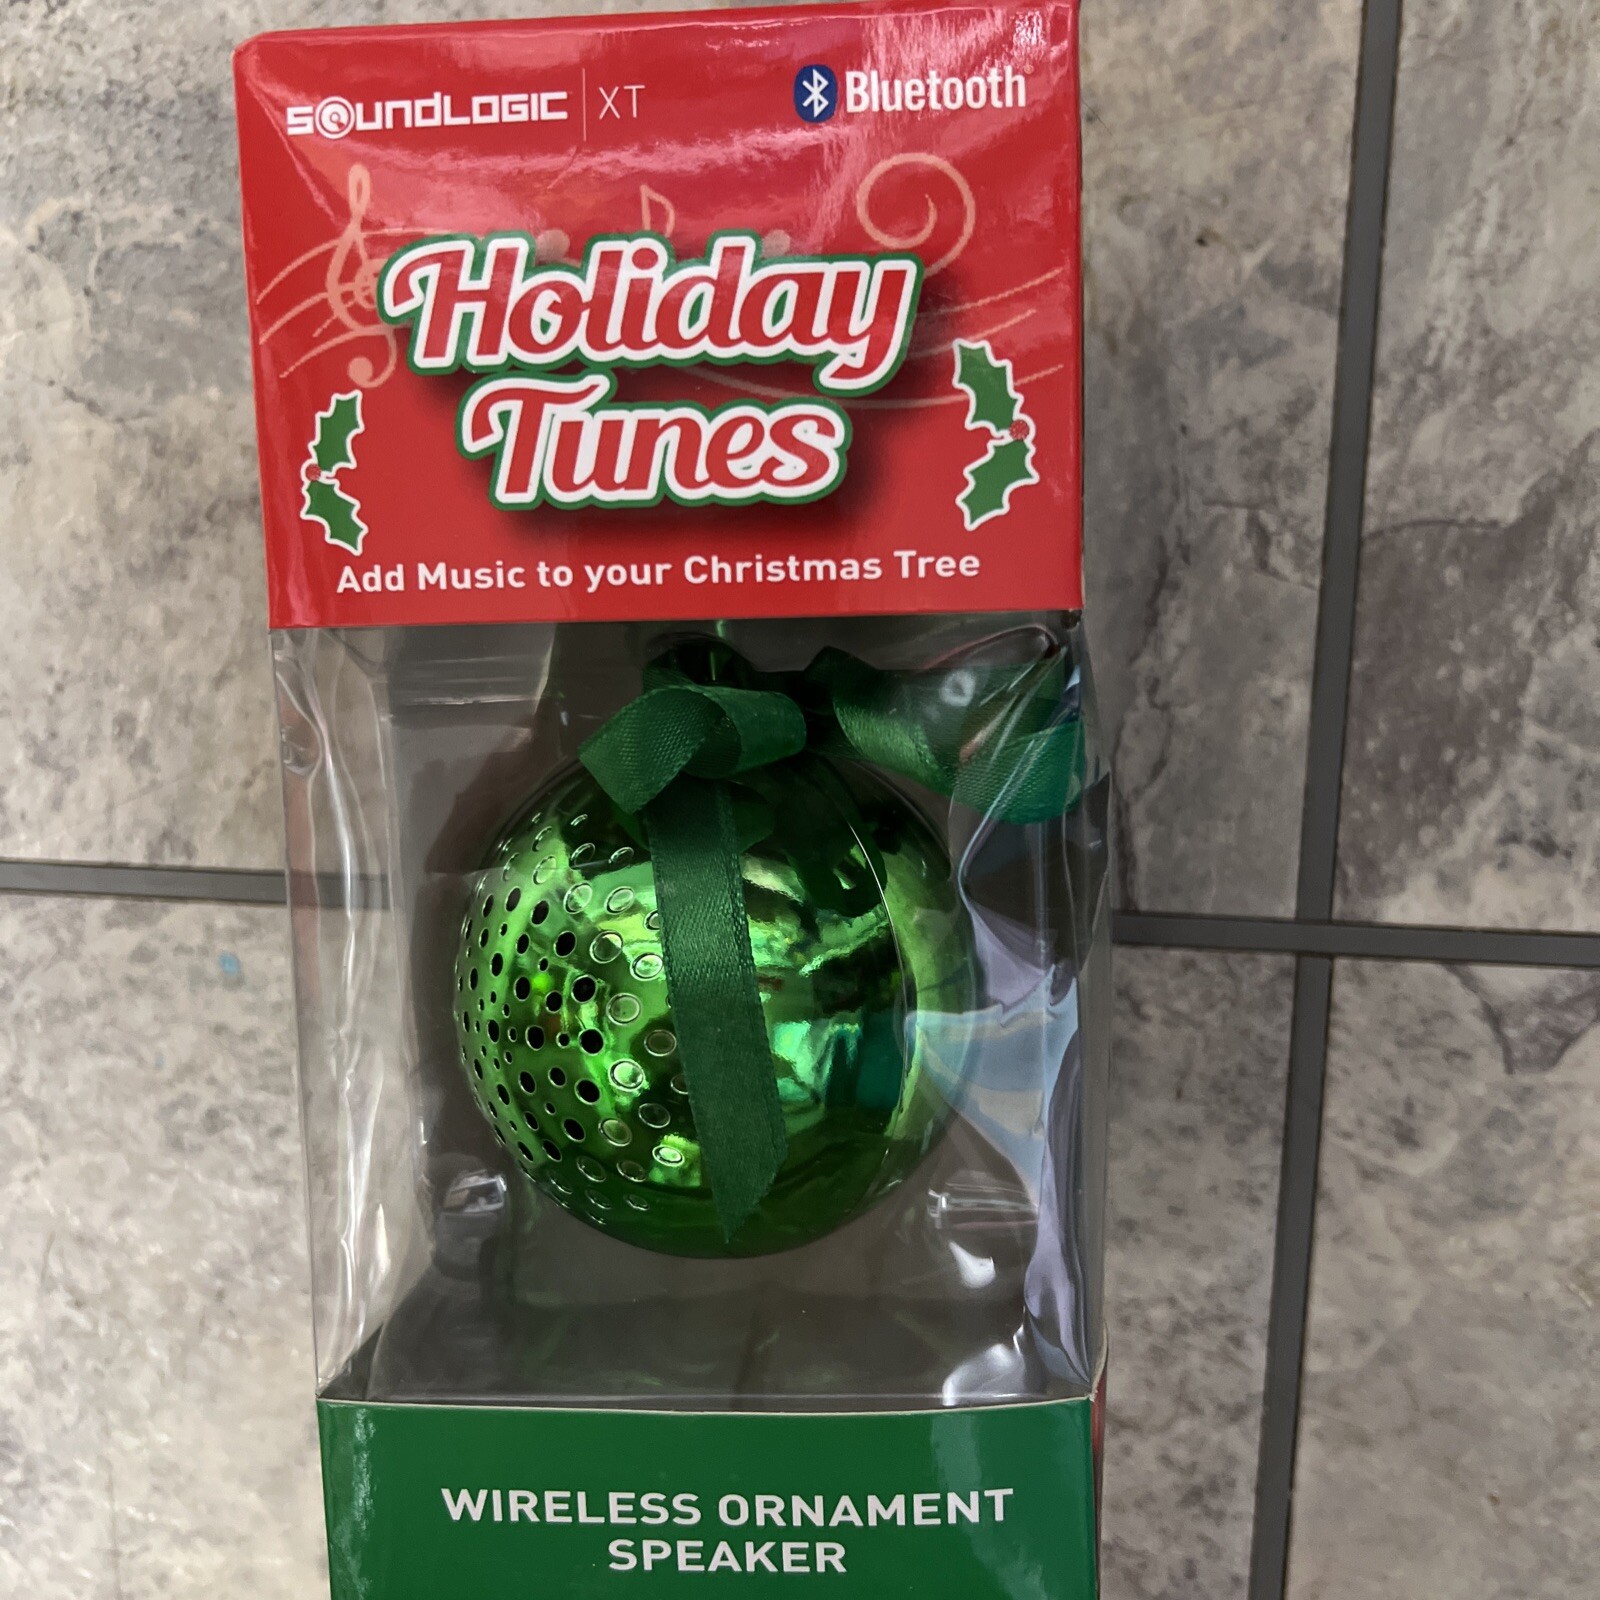 SOUNDLOGIC | XT
Bluetooth®
Holiday
Tunes
Add Music to your Christmas Tree
WIRELESS ORNAMENT
SPEAKER